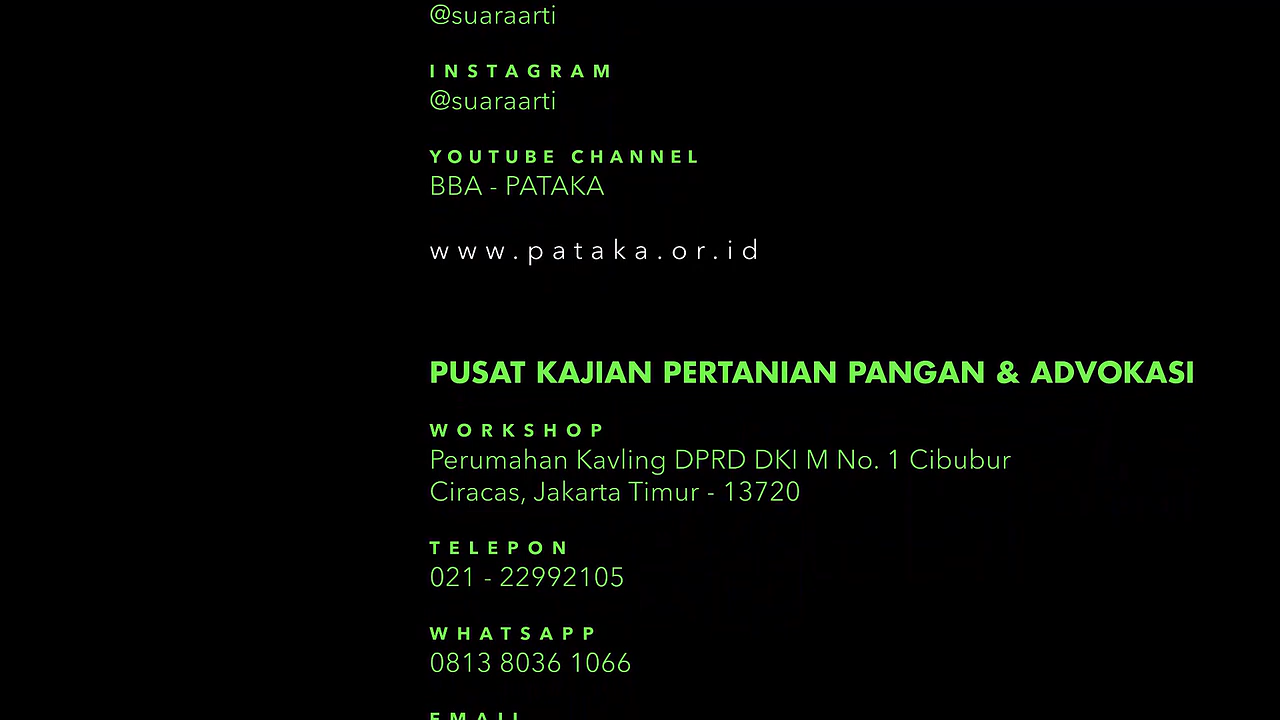 @suaraarti
INSTAGRAM
@suaraarti
YOUTUBE CHANNEL
BBA - PATAKA
www.pataka.or.id
PUSAT KAJIAN PERTANIAN PANGAN & ADVOKASI
WORKSHOP
Perumahan Kavling DPRD DKI M No. 1 Cibubur
Ciracas, Jakarta Timur - 13720
TELEPON
021 - 22992105
WHATSAPP
0813 8036 1066
EMAIL